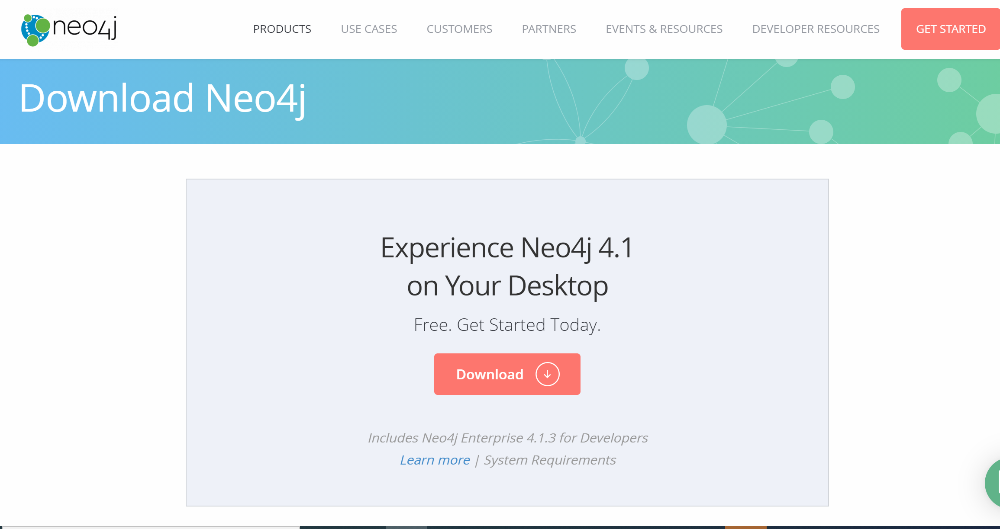 neo4j
PRODUCTS USE CASES CUSTOMERS PARTNERS EVENTS & RESOURCES DEVELOPER RESOURCES GET STARTED
Download Neo4j
Experience Neo4j 4.1
on Your Desktop
Free. Get Started Today.
Download
Includes Neo4j Enterprise 4.1.3 for Developers
Learn more | System Requirements